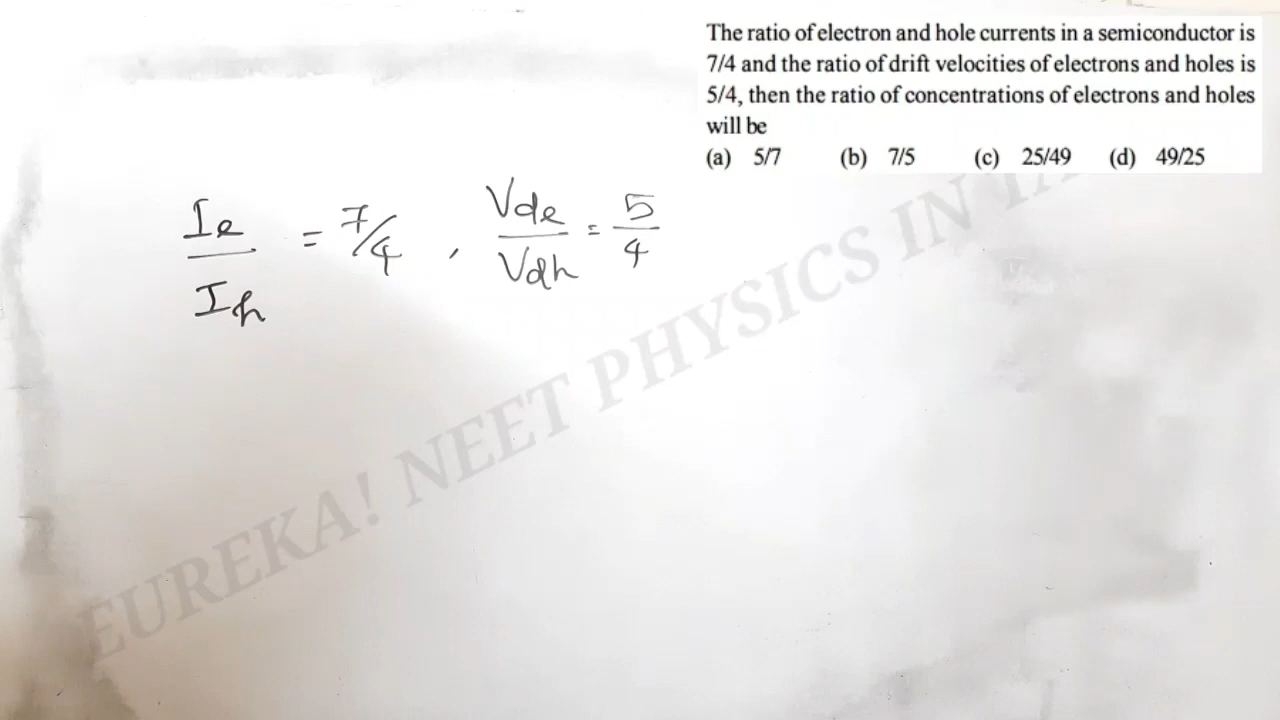 The ratio of electron and hole currents in a semiconductor is
7/4 and the ratio of drift velocities of electrons and holes is
5/4, then the ratio of concentrations of electrons and holes
will be
(a) 5/7 (b) 7/5 (c) 25/49 (d) 49/25
Ie/Ih = 7/4 , Vde/Vdh = 5/4
EUREKA! NEET PHYSICS IN